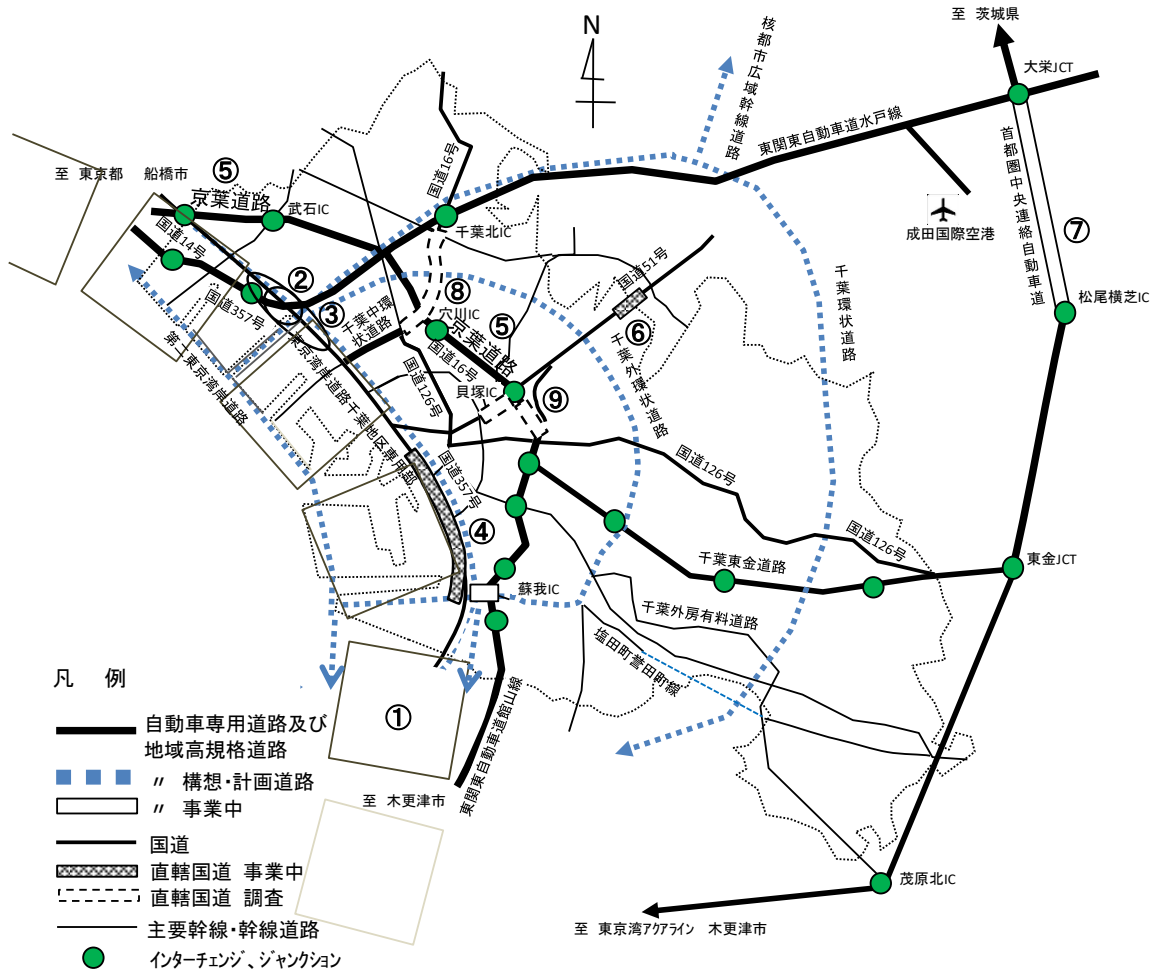 至 茨城県
N
核都市広域幹線道路
大栄JCT
東関東自動車道水戸線
国道16号
首都圏中央連絡自動車道
至 東京都 船橋市
⑤
京葉道路
武石IC
千葉北IC
成田国際空港
⑦
国道14号
国道51号
千葉環状道路
②
⑧
松尾横芝IC
国道357号
③
千葉中環状道路
穴川IC
⑤
京葉道路
⑥
千葉外環状道路
第二東京湾岸道路
東京湾岸道路千葉地区専用部
国道16号
国道126号
貝塚IC
⑨
国道126号
国道357号
④
国道126号
千葉東金道路
東金JCT
蘇我IC
千葉外房有料道路
塩田町誉田町線
①
東関東自動車道館山線
至 木更津市
茂原北IC
至 東京湾アクアライン 木更津市
凡 例
自動車専用道路及び
地域高規格道路
〃 構想・計画道路
〃 事業中
国道
直轄国道 事業中
直轄国道 調査
主要幹線・幹線道路
インターチェンジ、ジャンクション